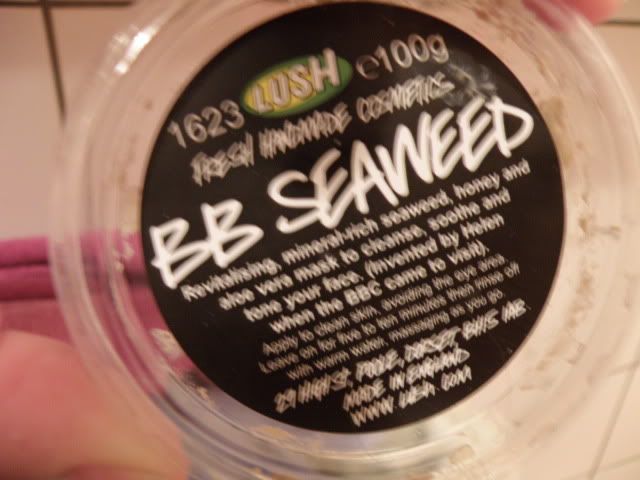 1623 LUSH e100g
FRESH HANDMADE COSMETICS
BB SEAWEED
Revitalising, mineral-rich seaweed, honey and
aloe vera mask to cleanse, soothe and
tone your face. (Invented by Helen
when the BBC came to visit).
Apply to clean skin, avoiding the eye area.
Leave on for five to ten minutes then rinse off
with warm water, massaging as you go.
29 HIGH ST, POOLE, DORSET, BH15 1AB.
MADE IN ENGLAND
WWW.LUSH.COM